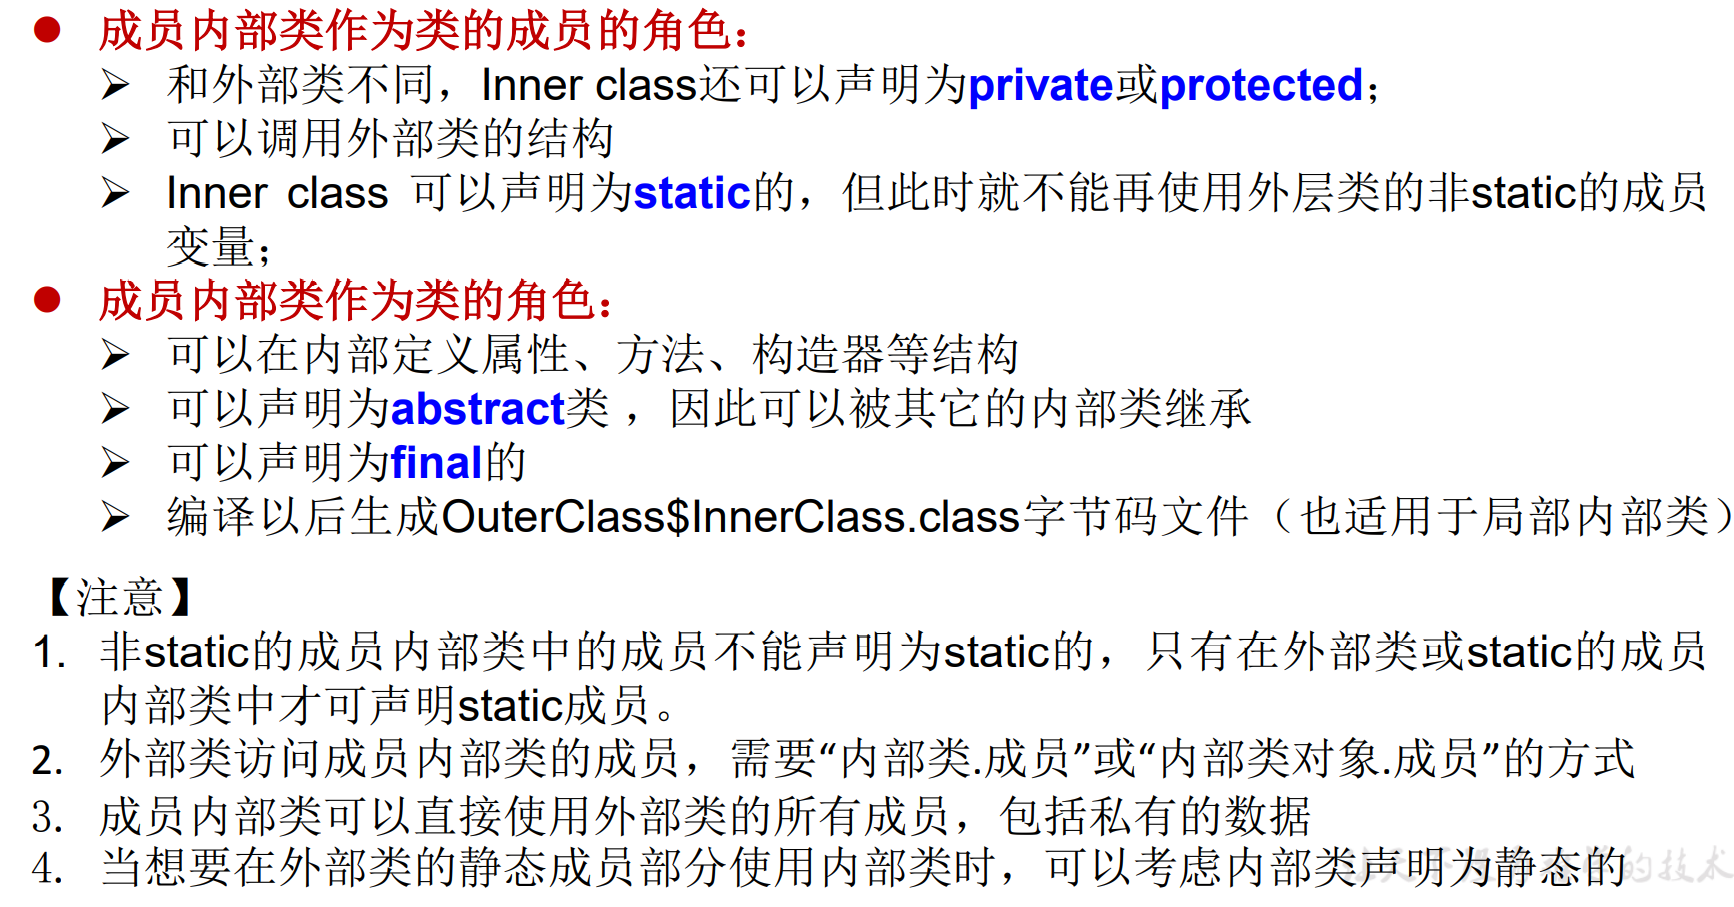 ● 成员内部类作为类的成员的角色：
➢ 和外部类不同，Inner class还可以声明为private或protected；
➢ 可以调用外部类的结构
➢ Inner class 可以声明为static的，但此时就不能再使用外层类的非static的成员
变量；
● 成员内部类作为类的角色：
➢ 可以在内部定义属性、方法、构造器等结构
➢ 可以声明为abstract类 ，因此可以被其它的内部类继承
➢ 可以声明为final的
➢ 编译以后生成OuterClass$InnerClass.class字节码文件（也适用于局部内部类）
【注意】
1. 非static的成员内部类中的成员不能声明为static的，只有在外部类或static的成员
内部类中才可声明static成员。
2. 外部类访问成员内部类的成员，需要“内部类.成员”或“内部类对象.成员”的方式
3. 成员内部类可以直接使用外部类的所有成员，包括私有的数据
4. 当想要在外部类的静态成员部分使用内部类时，可以考虑内部类声明为静态的
的技术